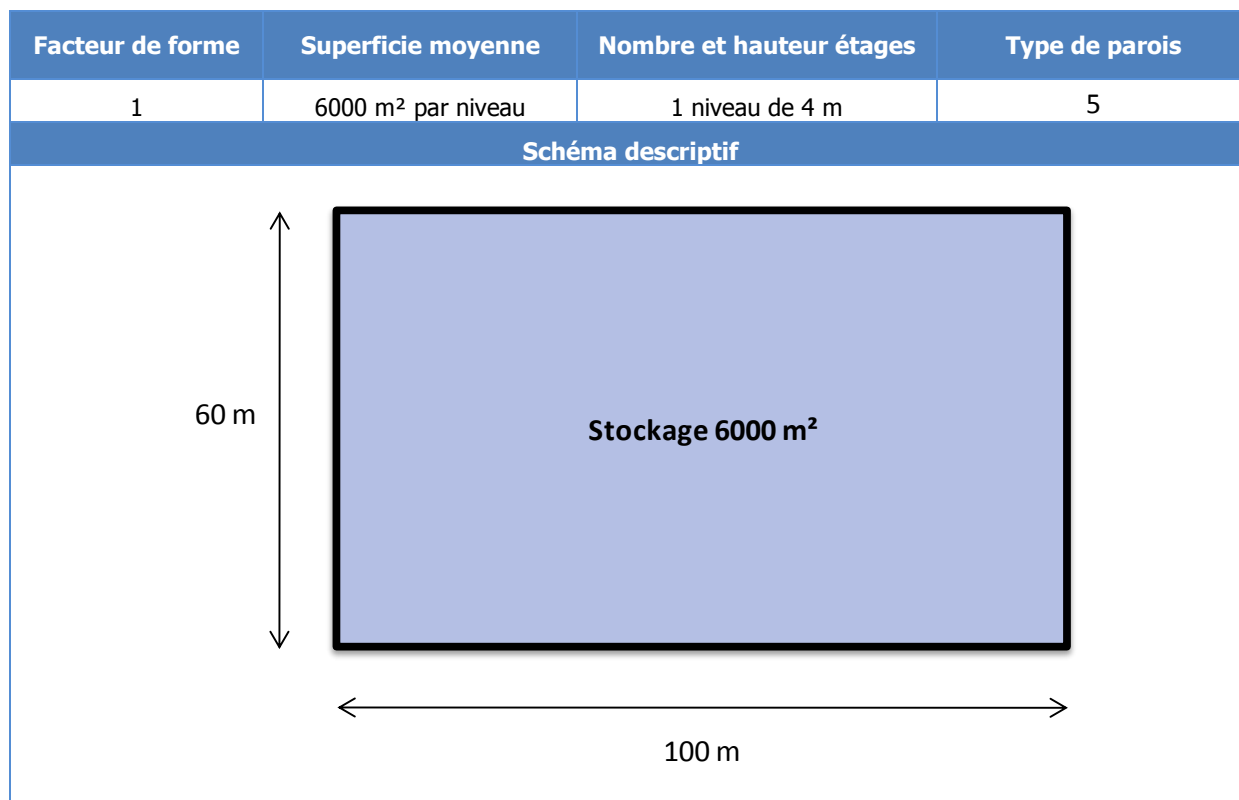 Facteur de forme Superficie moyenne Nombre et hauteur étages Type de parois
1 6000 m² par niveau 1 niveau de 4 m 5
Schéma descriptif
60 m
Stockage 6000 m²
100 m